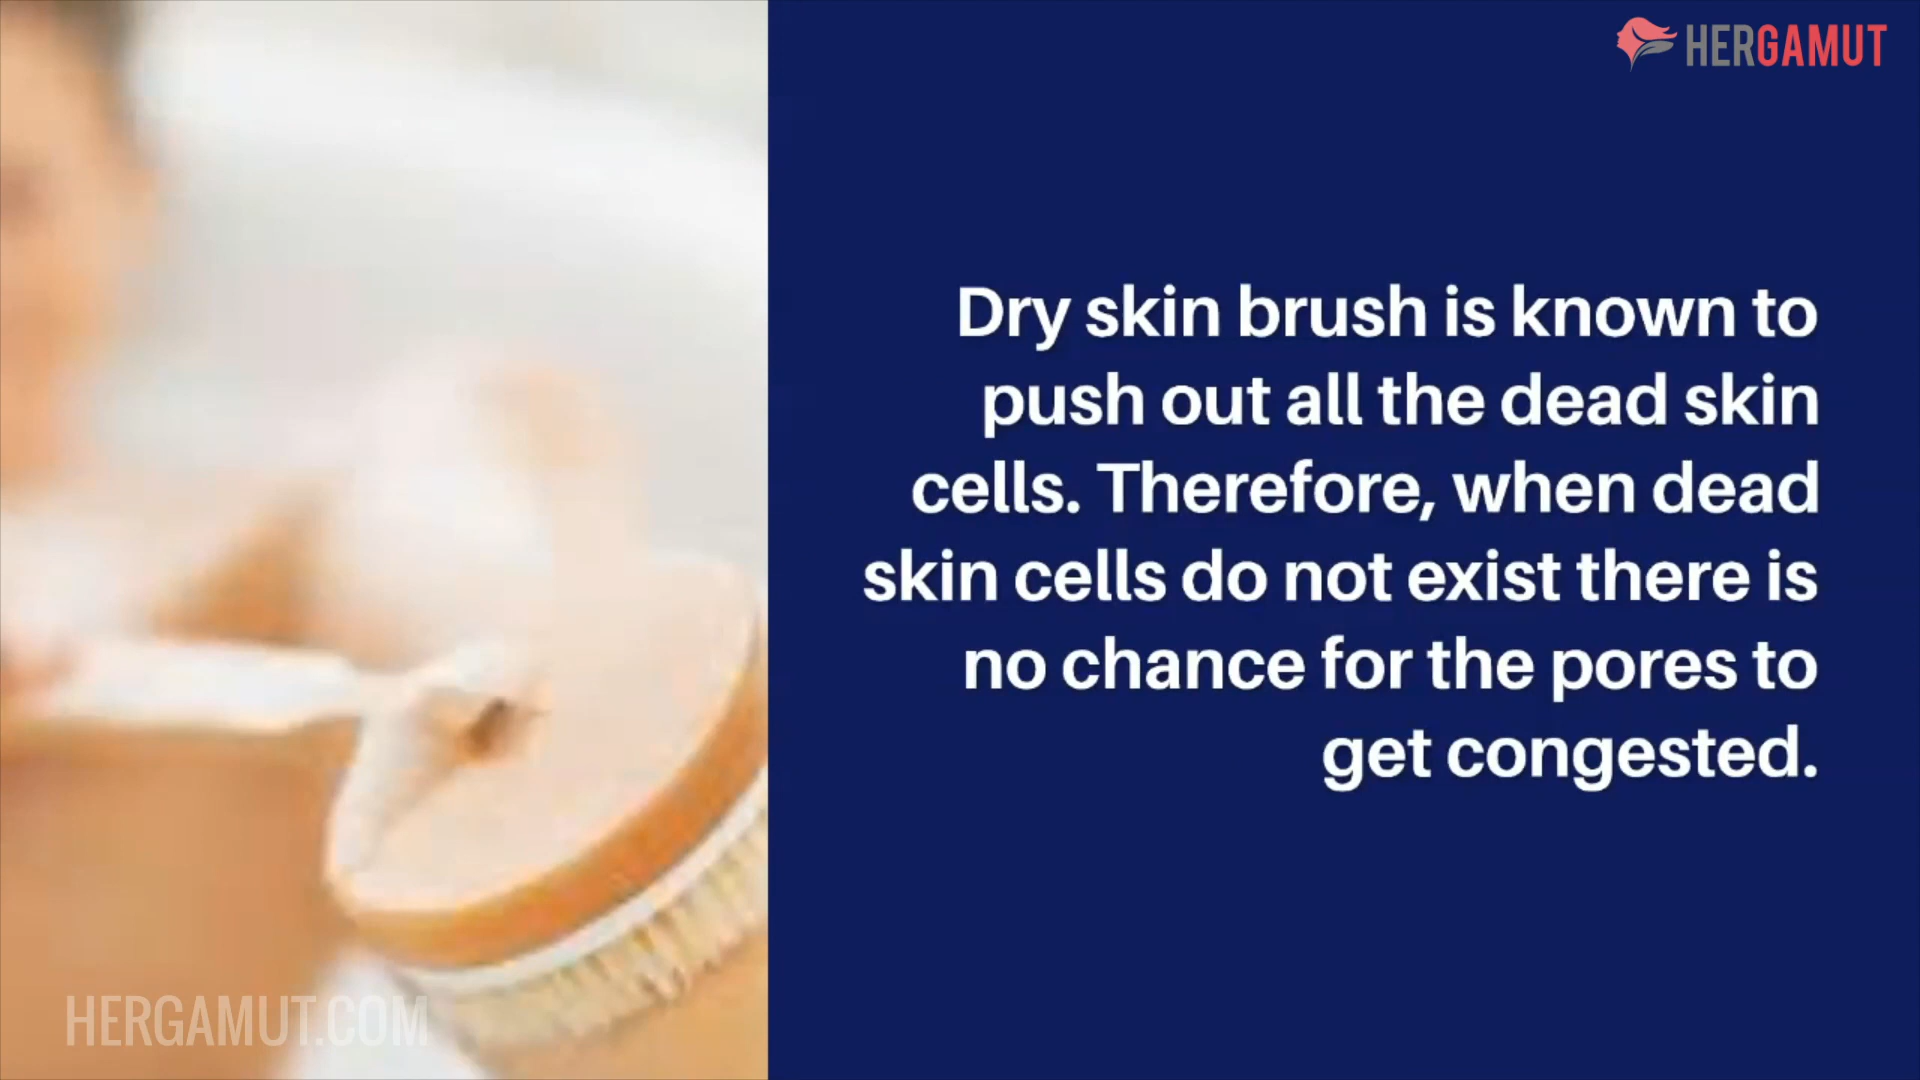 HERGAMUT
Dry skin brush is known to
push out all the dead skin
cells. Therefore, when dead
skin cells do not exist there is
no chance for the pores to
get congested.
HERGAMUT.COM